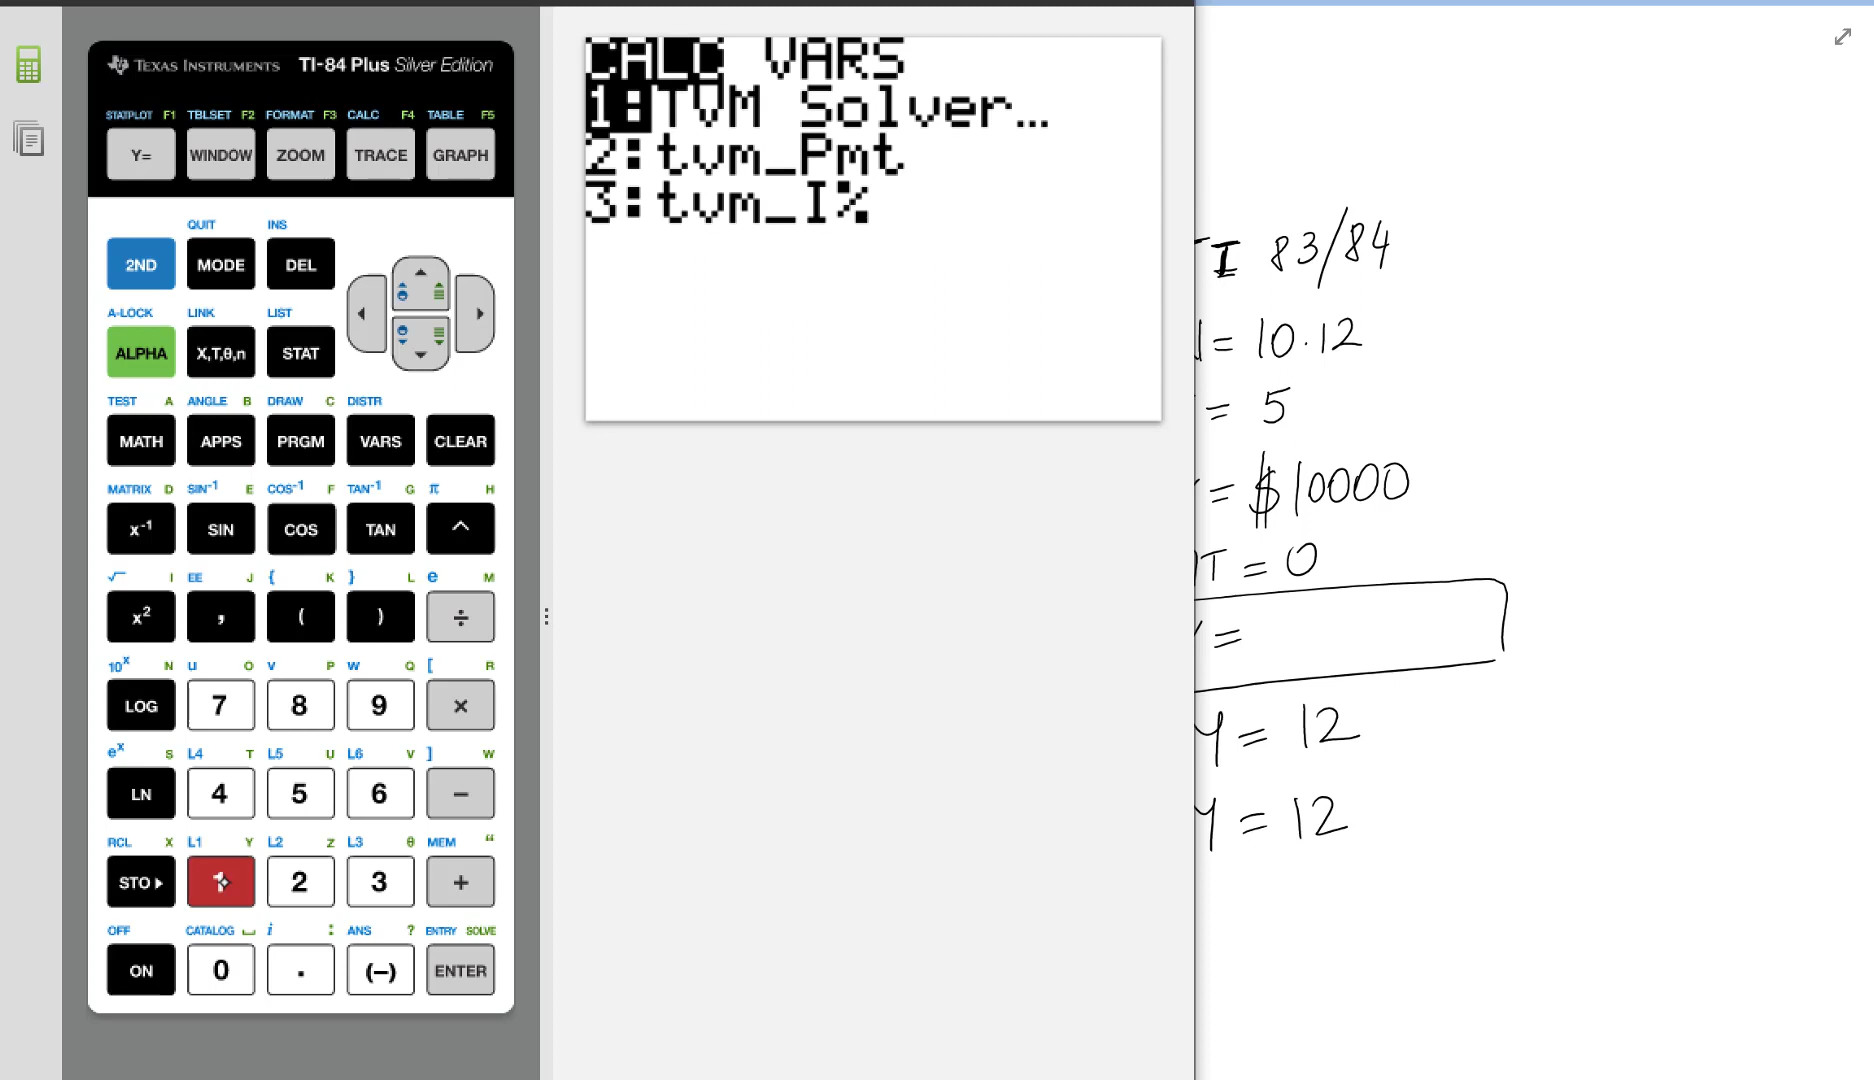 TEXAS INSTRUMENTS TI-84 Plus Silver Edition
STATPLOT F1 TBLSET F2 FORMAT F3 CALC F4 TABLE F5
Y= WINDOW ZOOM TRACE GRAPH
QUIT INS
2ND MODE DEL
A-LOCK LINK LIST
ALPHA X,T,θ,n STAT
TEST A ANGLE B DRAW C DISTR
MATH APPS PRGM VARS CLEAR
MATRIX D SIN⁻¹ E COS⁻¹ F TAN⁻¹ G π H
x⁻¹ SIN COS TAN ^
√ I EE J { K } L e M
x² , ( ) ÷
10ˣ N u O v P w Q [ R
LOG 7 8 9 ×
eˣ S L4 T L5 U L6 V ] W
LN 4 5 6 −
RCL X L1 Y L2 Z L3 θ MEM “
STO▸ 1 2 3 +
OFF CATALOG ⎵ i : ANS ? ENTRY SOLVE
ON 0 . (−) ENTER
CALC VARS
1:TVM Solver…
2:tvm_Pmt
3:tvm_I%
TI 83/84
= 10·12
= 5
= $10000
T = 0
=
Y = 12
Y = 12